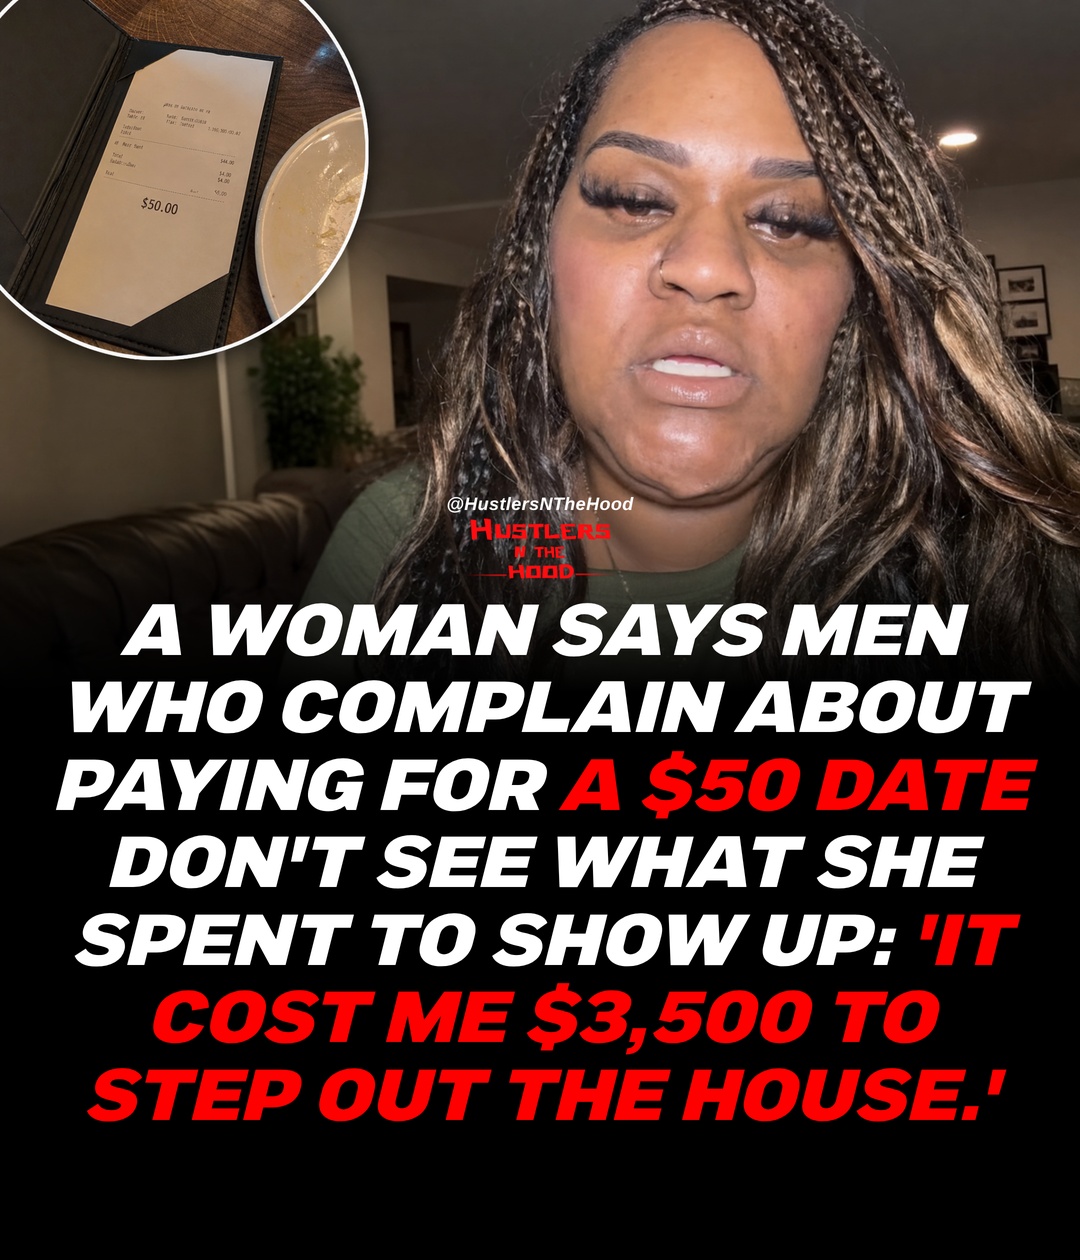 $50.00
@HustlersNTheHood
HUSTLERS
N THE
HOOD
A WOMAN SAYS MEN
WHO COMPLAIN ABOUT
PAYING FOR A $50 DATE
DON'T SEE WHAT SHE
SPENT TO SHOW UP: 'IT
COST ME $3,500 TO
STEP OUT THE HOUSE.'